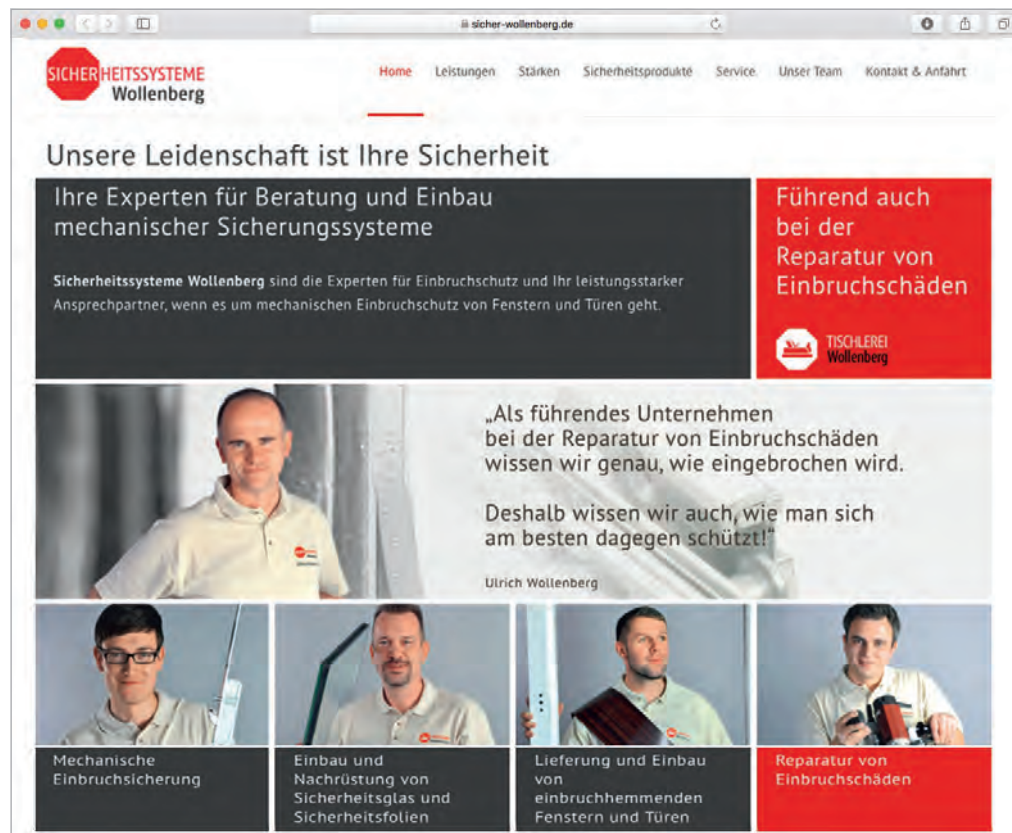 sicher-wollenberg.de
SICHERHEITSSYSTEME
Wollenberg
Home Leistungen Stärken Sicherheitsprodukte Service Unser Team Kontakt & Anfahrt
Unsere Leidenschaft ist Ihre Sicherheit
Ihre Experten für Beratung und Einbau
mechanischer Sicherungssysteme
Sicherheitssysteme Wollenberg sind die Experten für Einbruchschutz und Ihr leistungsstarker
Ansprechpartner, wenn es um mechanischen Einbruchschutz von Fenstern und Türen geht.
Führend auch
bei der
Reparatur von
Einbruchschäden
TISCHLEREI
Wollenberg
„Als führendes Unternehmen
bei der Reparatur von Einbruchschäden
wissen wir genau, wie eingebrochen wird.
Deshalb wissen wir auch, wie man sich
am besten dagegen schützt!“
Ulrich Wollenberg
Mechanische
Einbruchsicherung
Einbau und
Nachrüstung von
Sicherheitsglas und
Sicherheitsfolien
Lieferung und Einbau
von
einbruchhemmenden
Fenstern und Türen
Reparatur von
Einbruchschäden